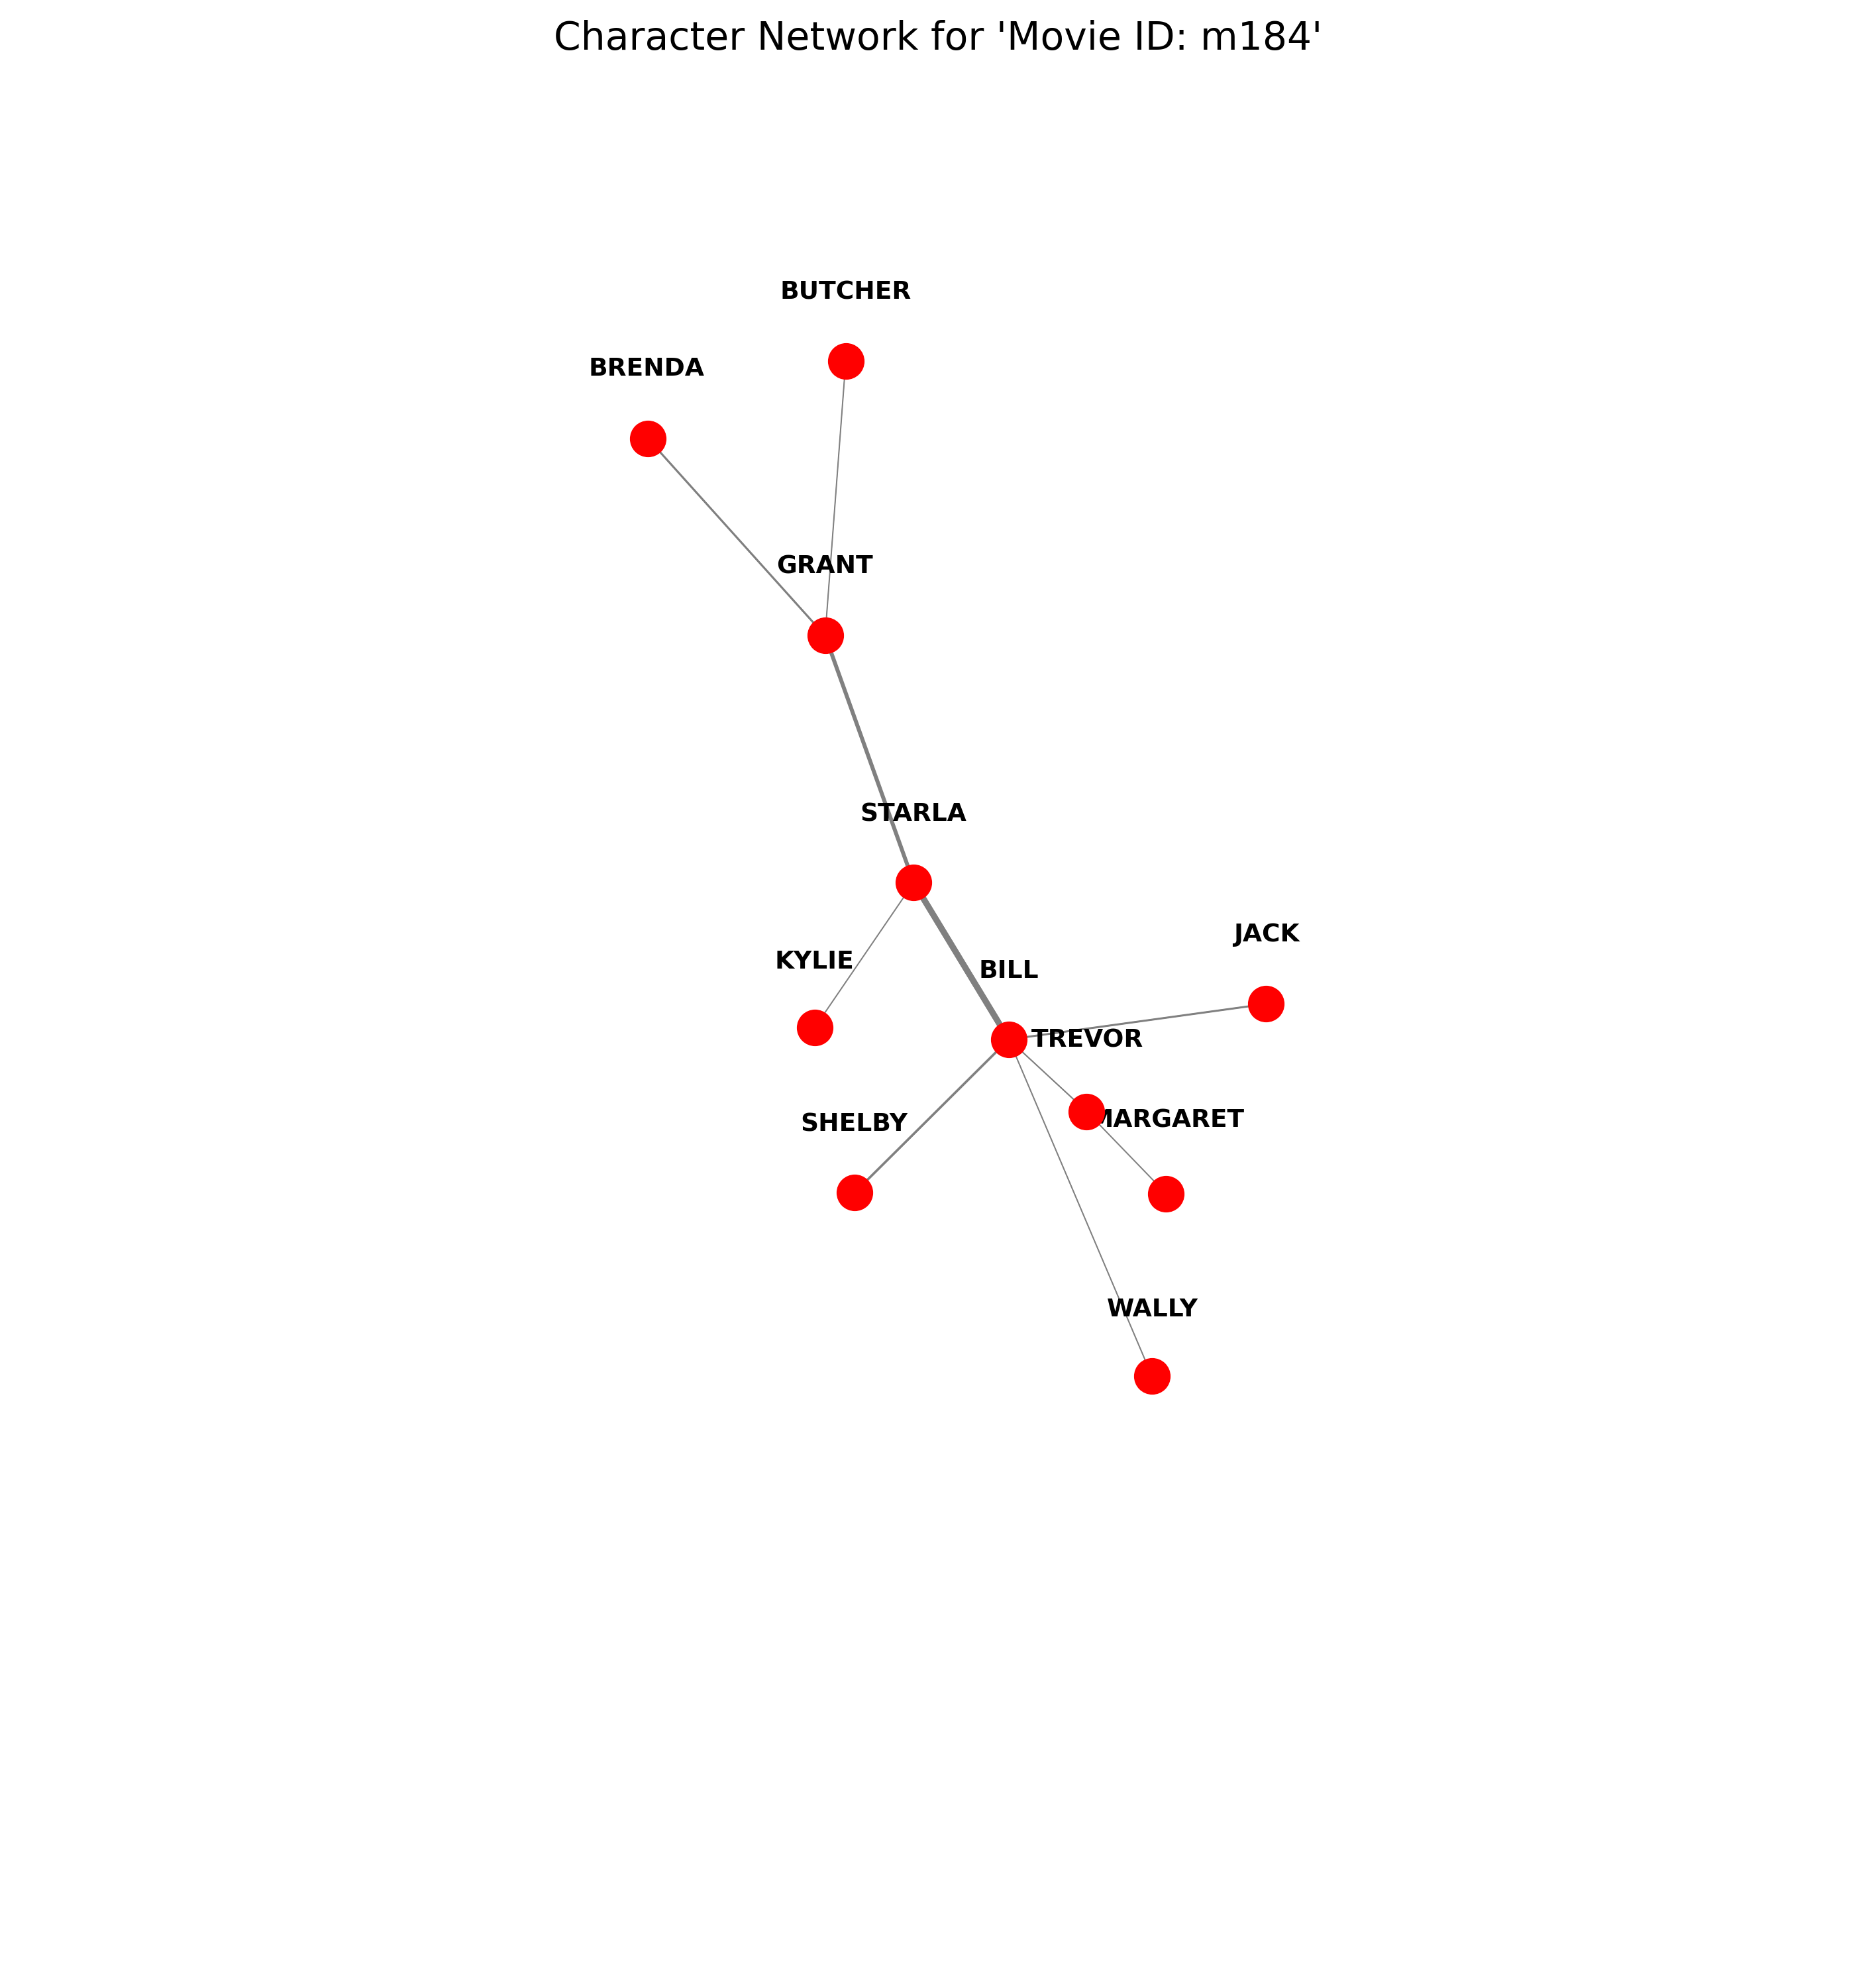 Character Network for 'Movie ID: m184'
BUTCHER
BRENDA
GRANT
STARLA
JACK
KYLIE
BILL
TREVOR
MARGARET
SHELBY
WALLY